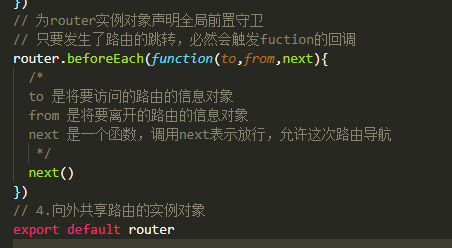 })
// 为router实例对象声明全局前置守卫
// 只要发生了路由的跳转，必然会触发fuction的回调
router.beforeEach(function(to,from,next){
/*
to 是将要访问的路由的信息对象
from 是将要离开的路由的信息对象
next 是一个函数，调用next表示放行，允许这次路由导航
*/
next()
})
// 4.向外共享路由的实例对象
export default router